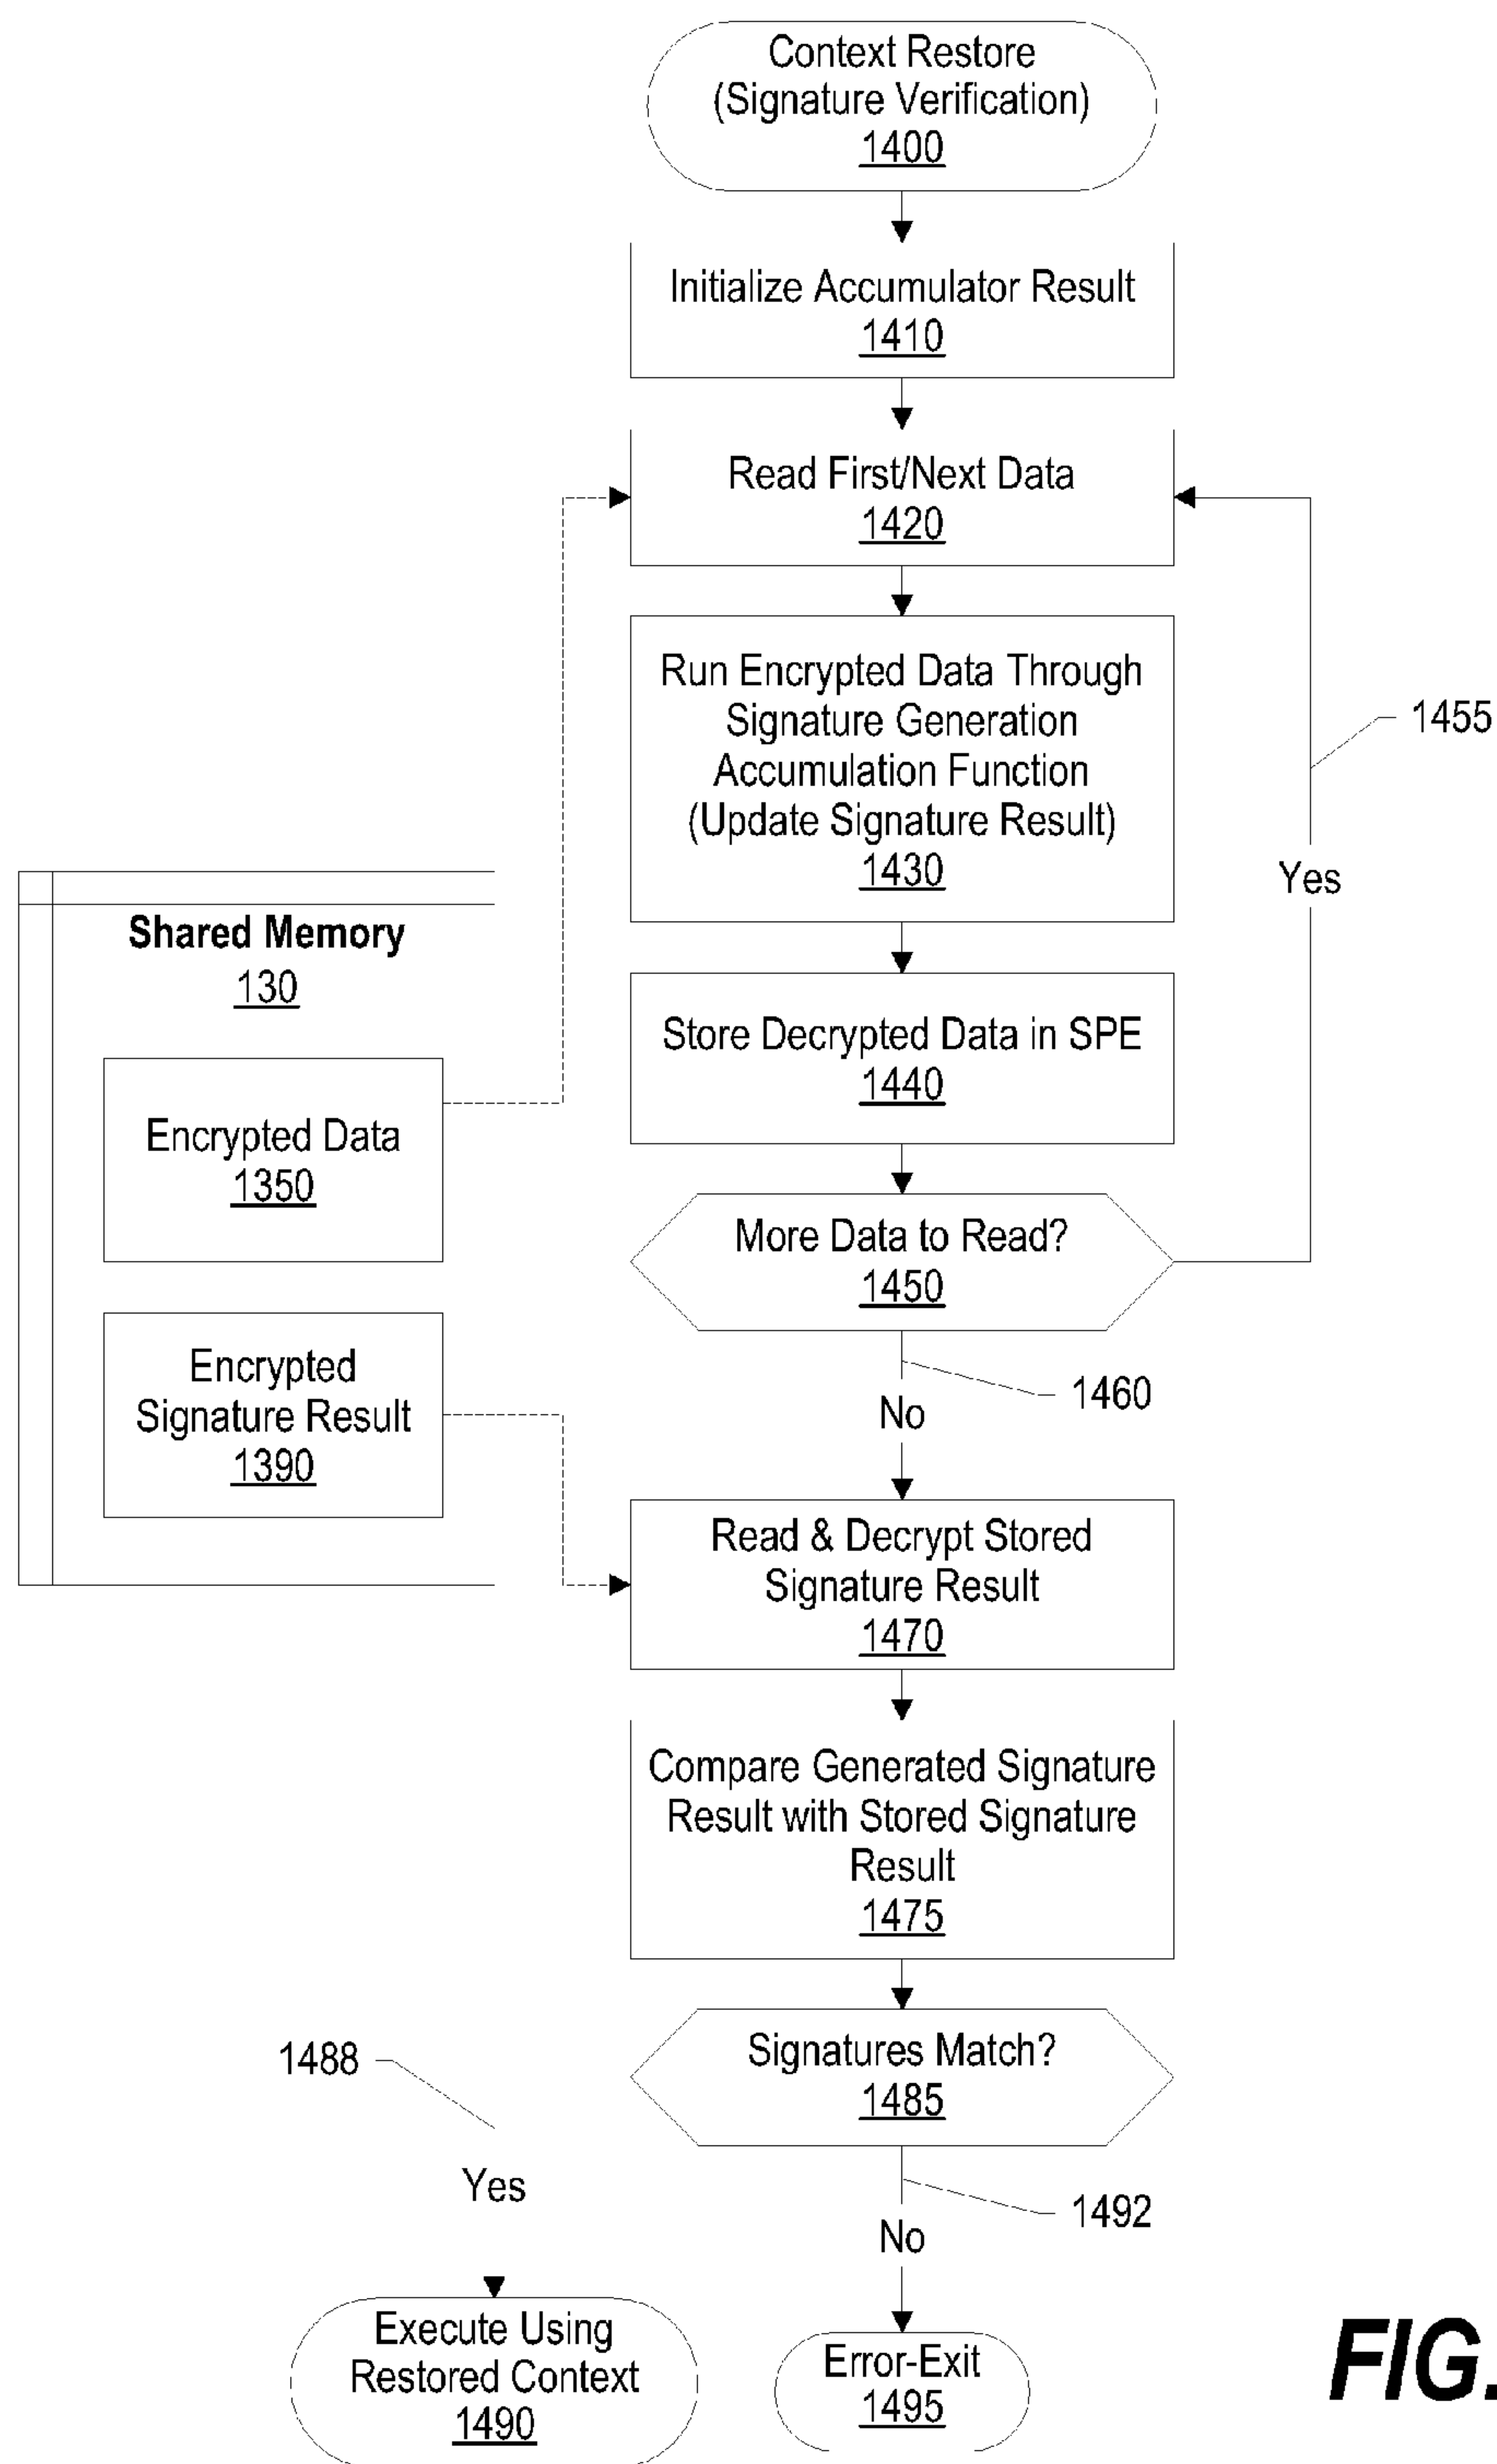 Context Restore
(Signature Verification)
1400
Initialize Accumulator Result
1410
Read First/Next Data
1420
Run Encrypted Data Through
Signature Generation
Accumulation Function
(Update Signature Result)
1430
1455
Yes
Shared Memory
130
Store Decrypted Data in SPE
1440
Encrypted Data
1350
More Data to Read?
1450
Encrypted
Signature Result
1390
1460
No
Read & Decrypt Stored
Signature Result
1470
Compare Generated Signature
Result with Stored Signature
Result
1475
Signatures Match?
1485
1488
Yes
1492
No
Execute Using
Restored Context
1490
Error-Exit
1495
FIG.